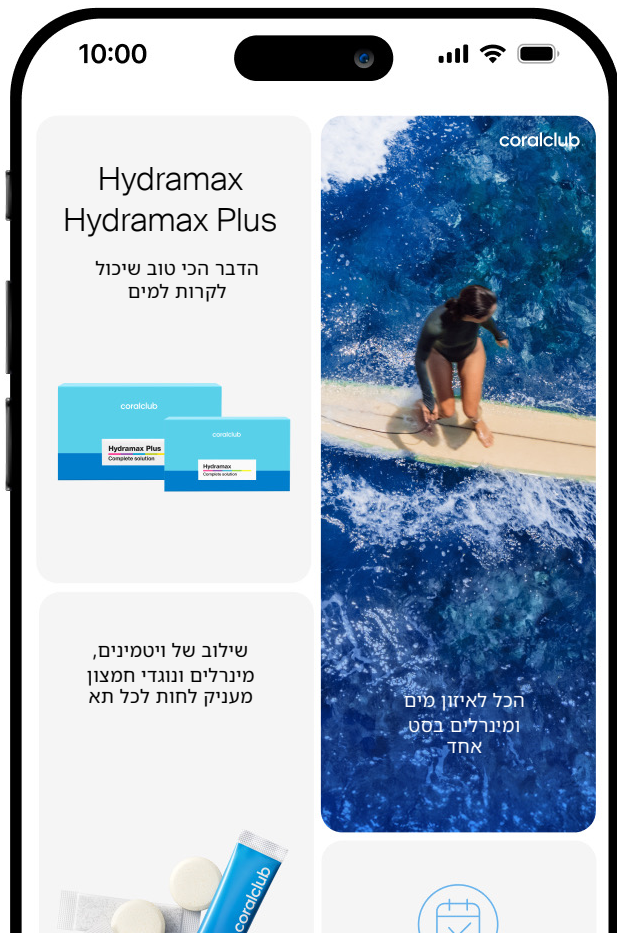 10:00
Hydramax
Hydramax Plus
הדבר הכי טוב שיכול
לקרות למים
coralclub
Hydramax Plus
Complete solution
coralclub
Hydramax
Complete solution
coralclub
הכל לאיזון מים
ומינרלים בסט
אחד
שילוב של ויטמינים,
מינרלים ונוגדי חמצון
מעניק לחות לכל תא
coralclub